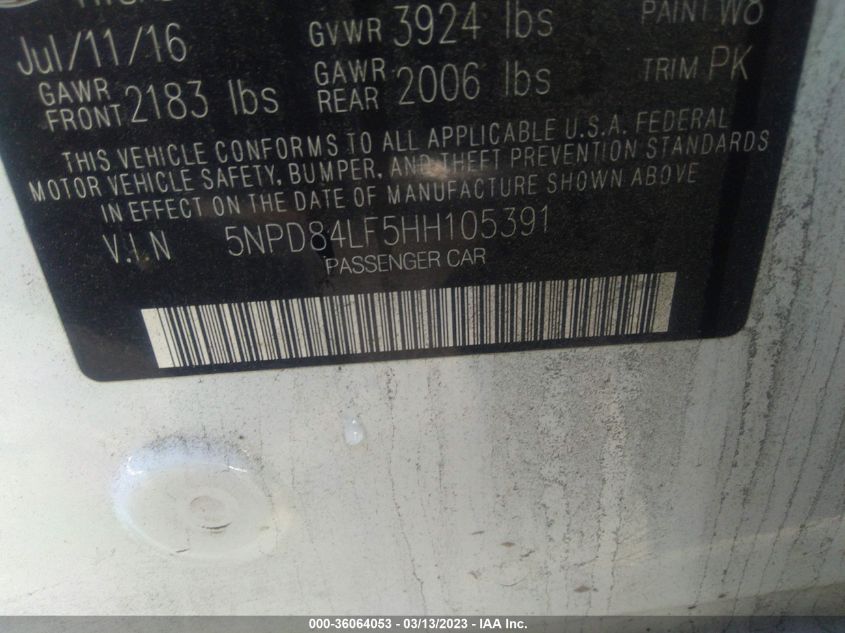 Jul/11/16 GVWR 3924 lbs PAINT W8
GAWR FRONT 2183 lbs GAWR REAR 2006 lbs TRIM PK
THIS VEHICLE CONFORMS TO ALL APPLICABLE U.S.A. FEDERAL
MOTOR VEHICLE SAFETY, BUMPER, AND THEFT PREVENTION STANDARDS
IN EFFECT ON THE DATE OF MANUFACTURE SHOWN ABOVE
V.I.N 5NPD84LF5HH105391
PASSENGER CAR
000-36064053 - 03/13/2023 - IAA Inc.